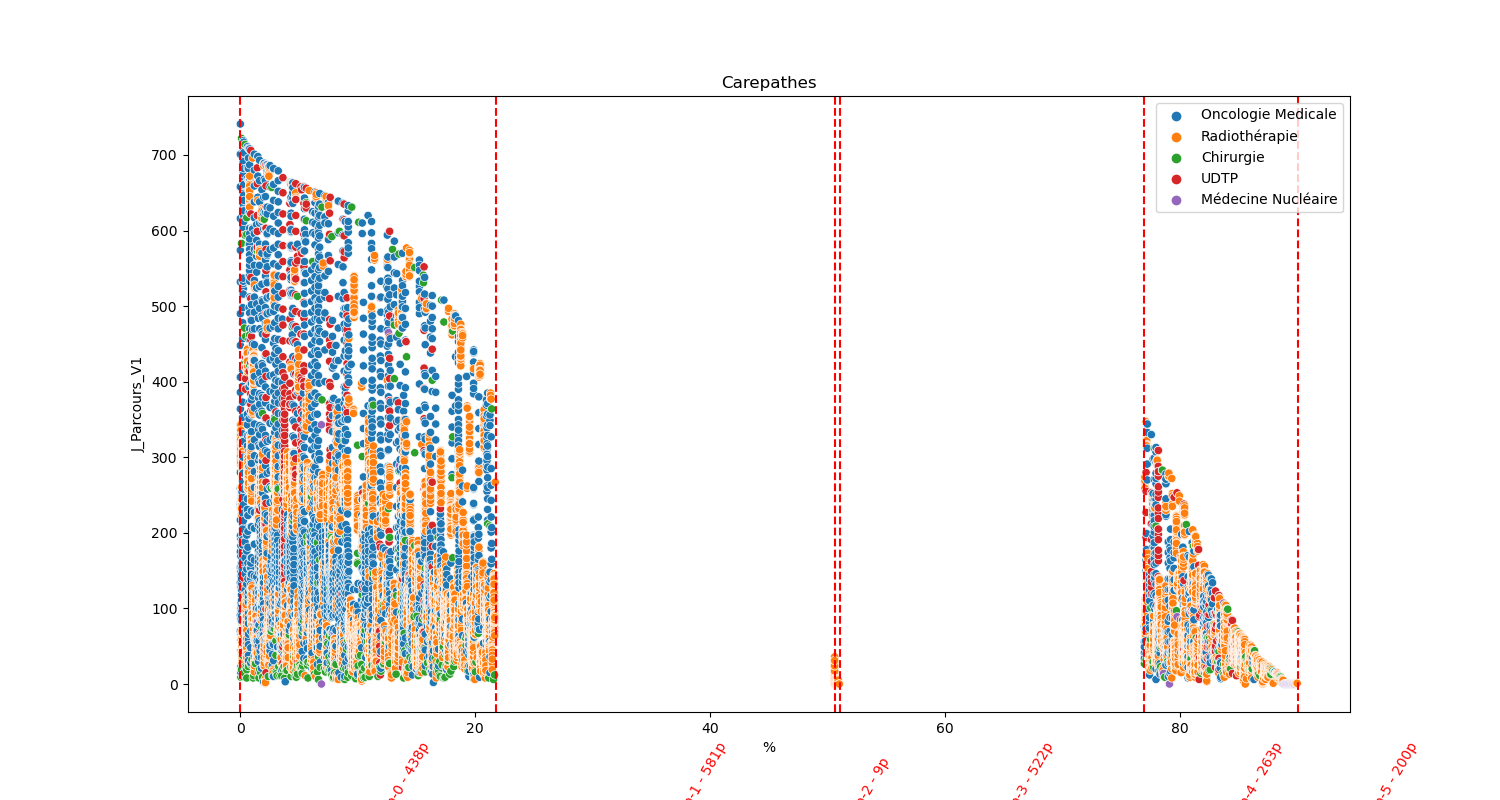 Carepathes
Oncologie Medicale
Radiothérapie
Chirurgie
UDTP
Médecine Nucléaire
J_Parcours_V1
700
600
500
400
300
200
100
0
0
20
40
60
80
%
-0 - 438p
-1 - 581p
-2 - 9p
-3 - 522p
-4 - 263p
-5 - 200p